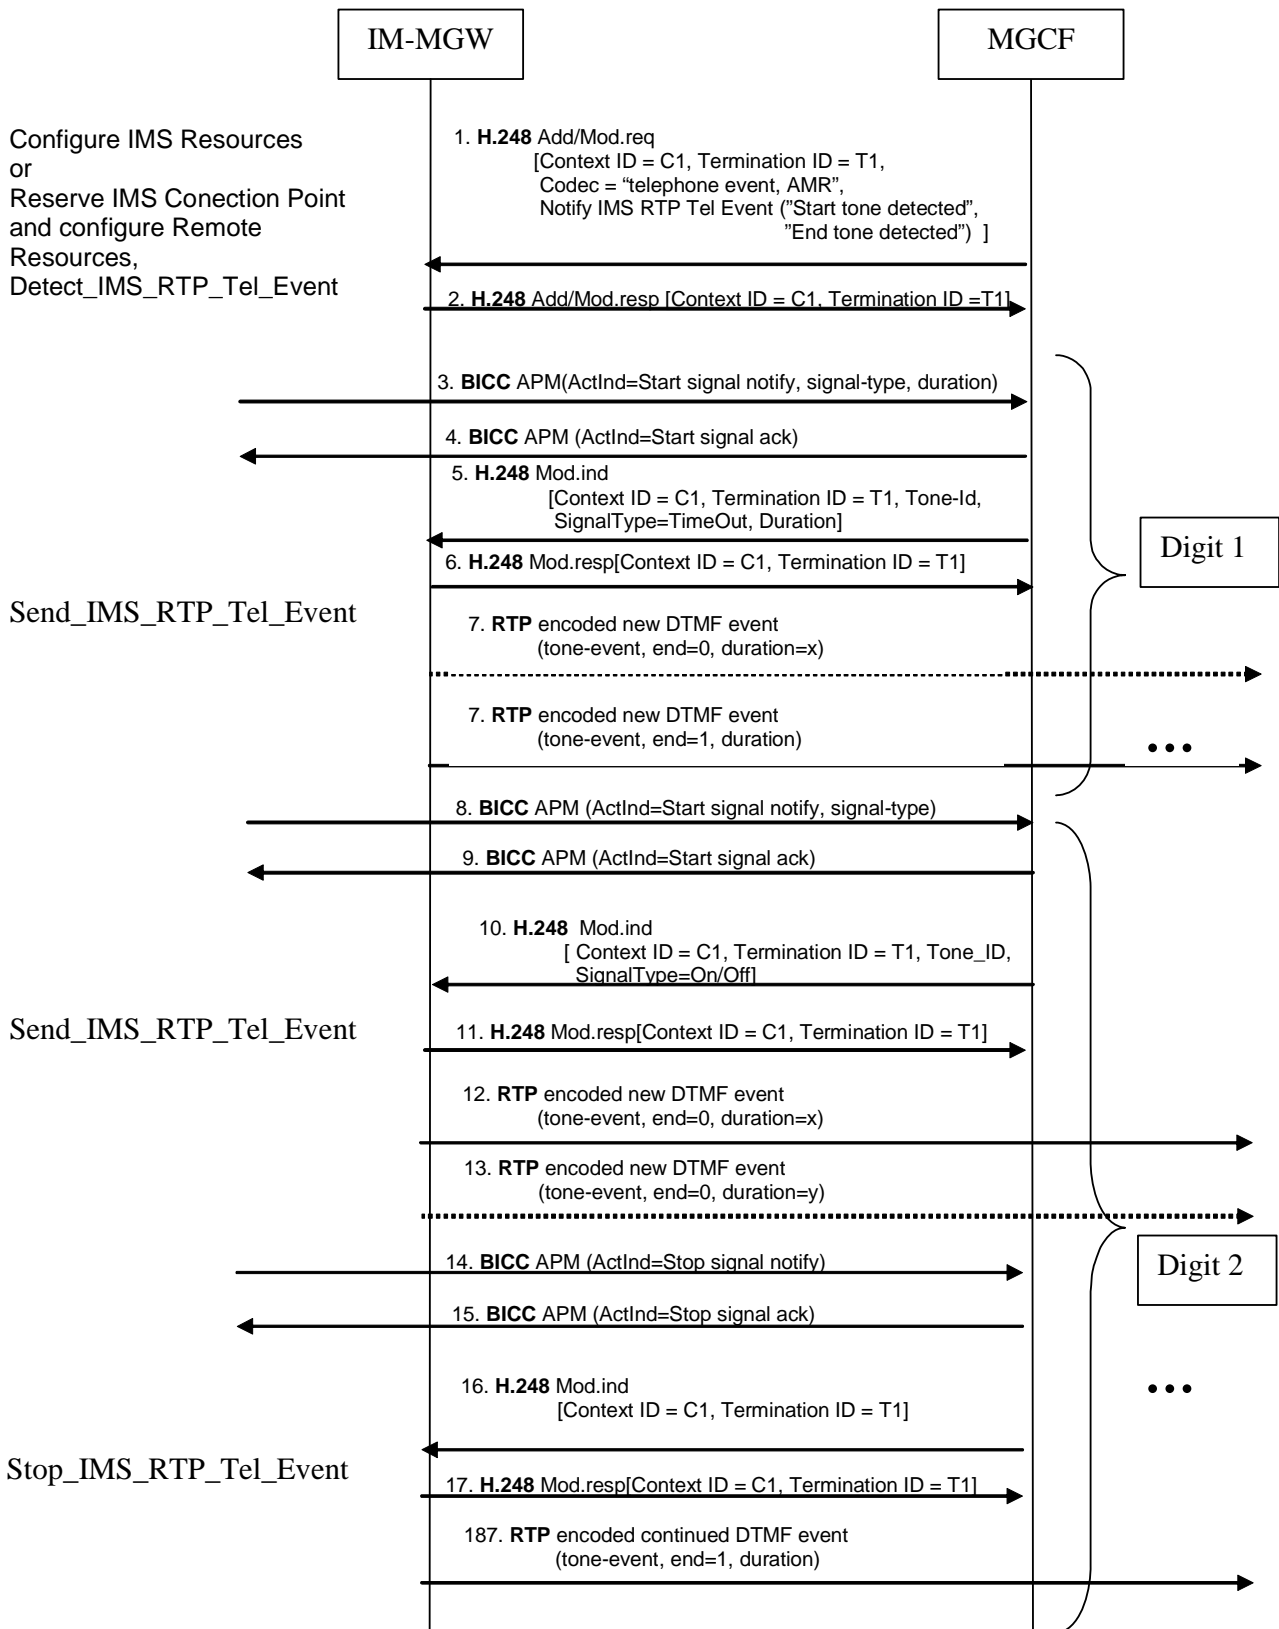 IM-MGW
MGCF
Configure IMS Resources
or
Reserve IMS Conection Point
and configure Remote
Resources,
Detect_IMS_RTP_Tel_Event
1. H.248 Add/Mod.req
[Context ID = C1, Termination ID = T1,
Codec = “telephone event, AMR”,
Notify IMS RTP Tel Event (”Start tone detected”,
”End tone detected”) ]
2. H.248 Add/Mod.resp [Context ID = C1, Termination ID =T1]
3. BICC APM(ActInd=Start signal notify, signal-type, duration)
4. BICC APM (ActInd=Start signal ack)
5. H.248 Mod.ind
[Context ID = C1, Termination ID = T1, Tone-Id,
SignalType=TimeOut, Duration]
Digit 1
6. H.248 Mod.resp[Context ID = C1, Termination ID = T1]
Send_IMS_RTP_Tel_Event
7. RTP encoded new DTMF event
(tone-event, end=0, duration=x)
7. RTP encoded new DTMF event
(tone-event, end=1, duration)
...
8. BICC APM (ActInd=Start signal notify, signal-type)
9. BICC APM (ActInd=Start signal ack)
10. H.248 Mod.ind
[ Context ID = C1, Termination ID = T1, Tone_ID,
SignalType=On/Off]
Send_IMS_RTP_Tel_Event
11. H.248 Mod.resp[Context ID = C1, Termination ID = T1]
12. RTP encoded new DTMF event
(tone-event, end=0, duration=x)
13. RTP encoded new DTMF event
(tone-event, end=0, duration=y)
14. BICC APM (ActInd=Stop signal notify)
Digit 2
15. BICC APM (ActInd=Stop signal ack)
16. H.248 Mod.ind
[Context ID = C1, Termination ID = T1]
...
Stop_IMS_RTP_Tel_Event
17. H.248 Mod.resp[Context ID = C1, Termination ID = T1]
187. RTP encoded continued DTMF event
(tone-event, end=1, duration)